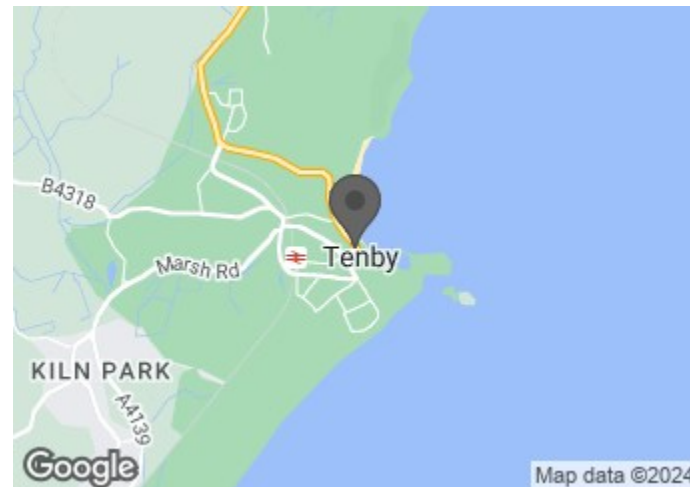 B4318
Marsh Rd
Tenby
KILN PARK
A4139
Google
Map data ©2024